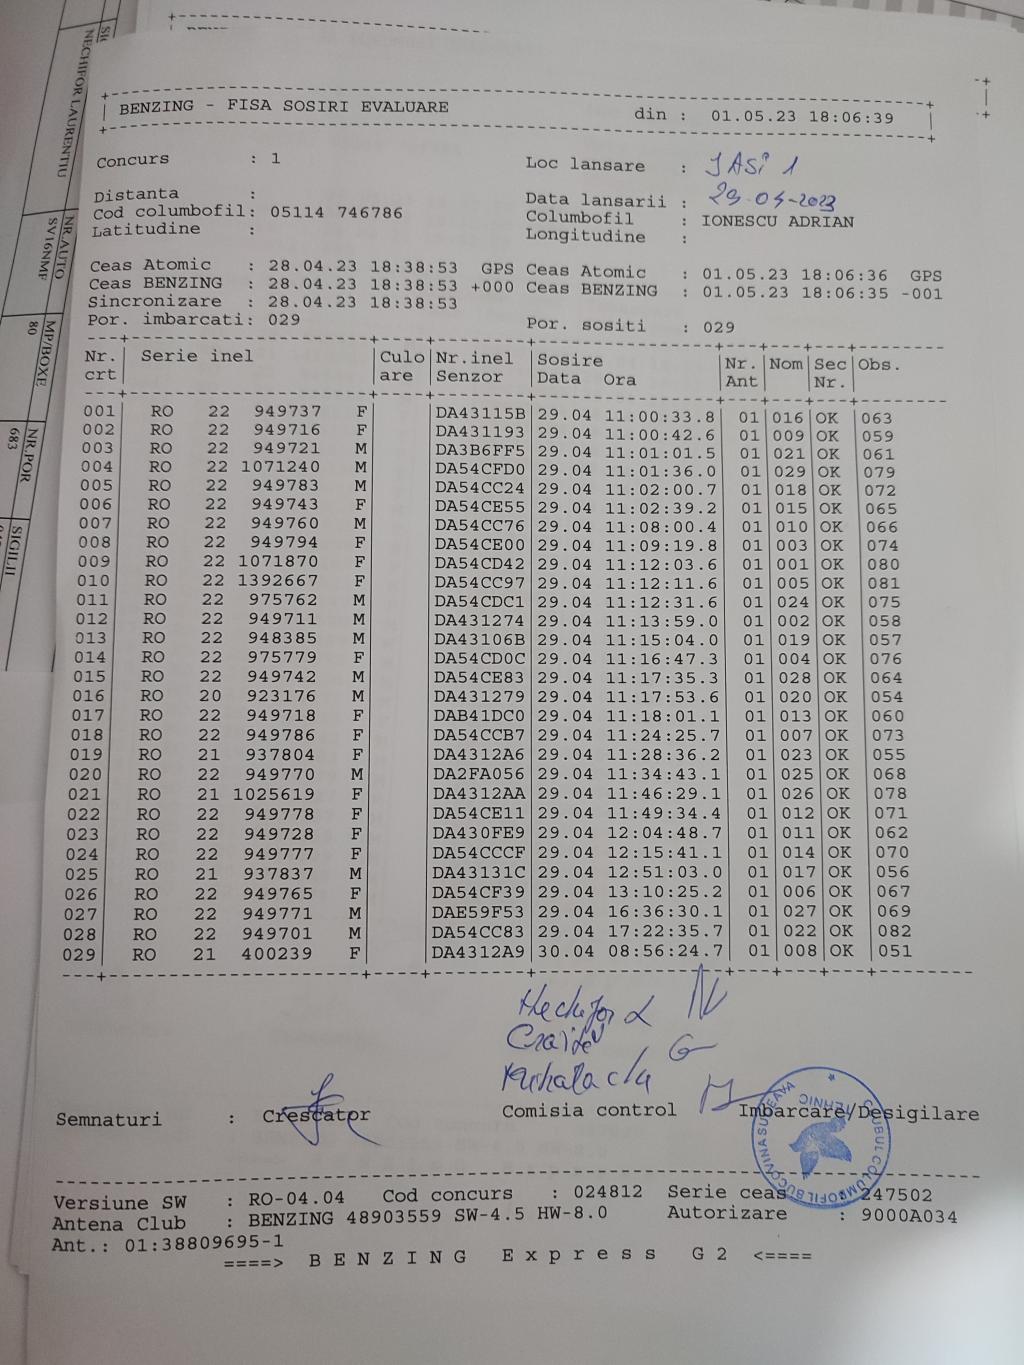 NECHIFOR LAURENTIU
NR.AUTO
SV16NMF
MP/BOXE
80
NR.POR
683
SIGILII
BENZING - FISA SOSIRI EVALUARE din : 01.05.23 18:06:39
Concurs : 1 Loc lansare : IASI 1
Distanta : Data lansarii : 29.04.2023
Cod columbofil: 05114 746786 Columbofil : IONESCU ADRIAN
Latitudine : Longitudine :
Ceas Atomic : 28.04.23 18:38:53 GPS Ceas Atomic : 01.05.23 18:06:36 GPS
Ceas BENZING : 28.04.23 18:38:53 +000 Ceas BENZING : 01.05.23 18:06:35 -001
Sincronizare : 28.04.23 18:38:53
Por. imbarcati: 029 Por. sositi : 029
Nr. Serie inel Culo Nr.inel Sosire Nr. Nom Sec Obs.
crt are Senzor Data Ora Ant Nr.
001 RO 22 949737 F DA43115B 29.04 11:00:33.8 01 016 OK 063
002 RO 22 949716 F DA431193 29.04 11:00:42.6 01 009 OK 059
003 RO 22 949721 M DA3B6FF5 29.04 11:01:01.5 01 021 OK 061
004 RO 22 1071240 M DA54CFD0 29.04 11:01:36.0 01 029 OK 079
005 RO 22 949783 M DA54CC24 29.04 11:02:00.7 01 018 OK 072
006 RO 22 949743 F DA54CE55 29.04 11:02:39.2 01 015 OK 065
007 RO 22 949760 M DA54CC76 29.04 11:08:00.4 01 010 OK 066
008 RO 22 949794 F DA54CE00 29.04 11:09:19.8 01 003 OK 074
009 RO 22 1071870 F DA54CD42 29.04 11:12:03.6 01 001 OK 080
010 RO 22 1392667 F DA54CC97 29.04 11:12:11.6 01 005 OK 081
011 RO 22 975762 M DA54CDC1 29.04 11:12:31.6 01 024 OK 075
012 RO 22 949711 M DA431274 29.04 11:13:59.0 01 002 OK 058
013 RO 22 948385 M DA43106B 29.04 11:15:04.0 01 019 OK 057
014 RO 22 975779 F DA54CD0C 29.04 11:16:47.3 01 004 OK 076
015 RO 22 949742 M DA54CE83 29.04 11:17:35.3 01 028 OK 064
016 RO 20 923176 M DA431279 29.04 11:17:53.6 01 020 OK 054
017 RO 22 949718 F DAB41DC0 29.04 11:18:01.1 01 013 OK 060
018 RO 22 949786 F DA54CCB7 29.04 11:24:25.7 01 007 OK 073
019 RO 21 937804 F DA4312A6 29.04 11:28:36.2 01 023 OK 055
020 RO 22 949770 M DA2FA056 29.04 11:34:43.1 01 025 OK 068
021 RO 21 1025619 F DA4312AA 29.04 11:46:29.1 01 026 OK 078
022 RO 22 949778 F DA54CE11 29.04 11:49:34.4 01 012 OK 071
023 RO 22 949728 F DA430FE9 29.04 12:04:48.7 01 011 OK 062
024 RO 22 949777 F DA54CCCF 29.04 12:15:41.1 01 014 OK 070
025 RO 21 937837 M DA43131C 29.04 12:51:03.0 01 017 OK 056
026 RO 22 949765 F DA54CF39 29.04 13:10:25.2 01 006 OK 067
027 RO 22 949771 M DAE59F53 29.04 16:36:30.1 01 027 OK 069
028 RO 22 949701 M DA54CC83 29.04 17:22:35.7 01 022 OK 082
029 RO 21 400239 F DA4312A9 30.04 08:56:24.7 01 008 OK 051
Semnaturi : Crescator Comisia control Imbarcare/Desigilare
CLUBUL COLUMBOFIL BUCOVINA SUCEAVA
TEHNIC
Versiune SW : RO-04.04 Cod concurs : 024812 Serie ceas : 247502
Antena Club : BENZING 48903559 SW-4.5 HW-8.0 Autorizare : 9000A034
Ant.: 01:38809695-1
====> B E N Z I N G E x p r e s s G 2 <====